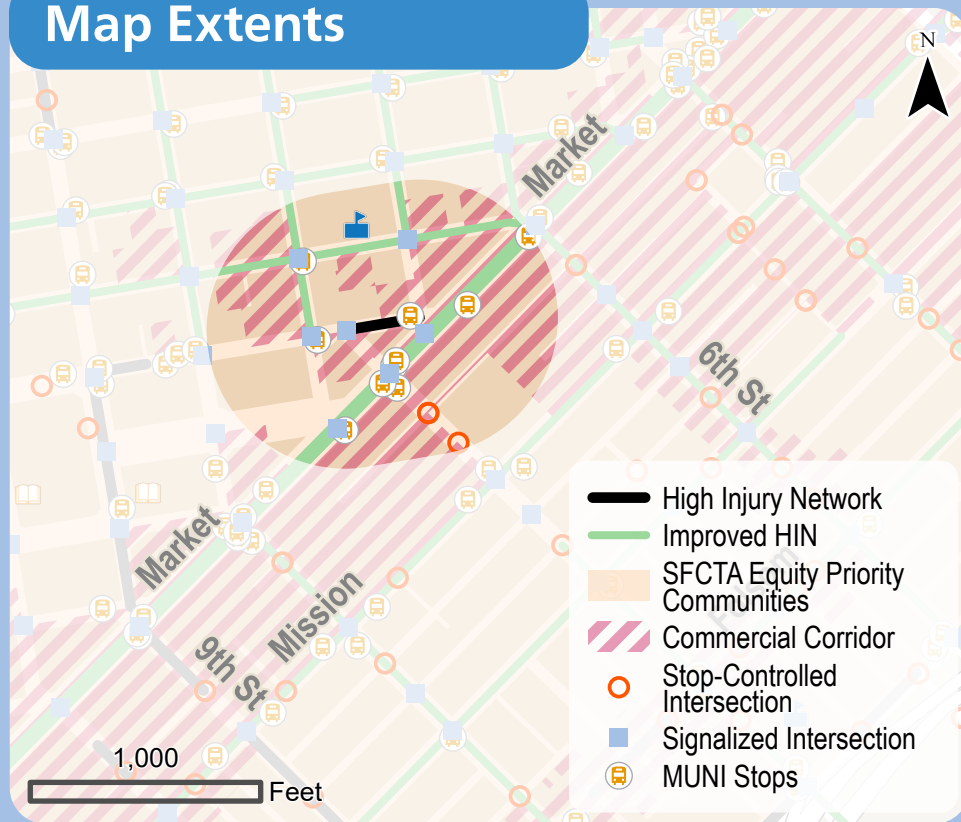 Map Extents
N
Market
6th St
Market
Mission
9th St
Folsom
High Injury Network
Improved HIN
SFCTA Equity Priority
Communities
Commercial Corridor
Stop-Controlled
Intersection
Signalized Intersection
MUNI Stops
1,000
Feet